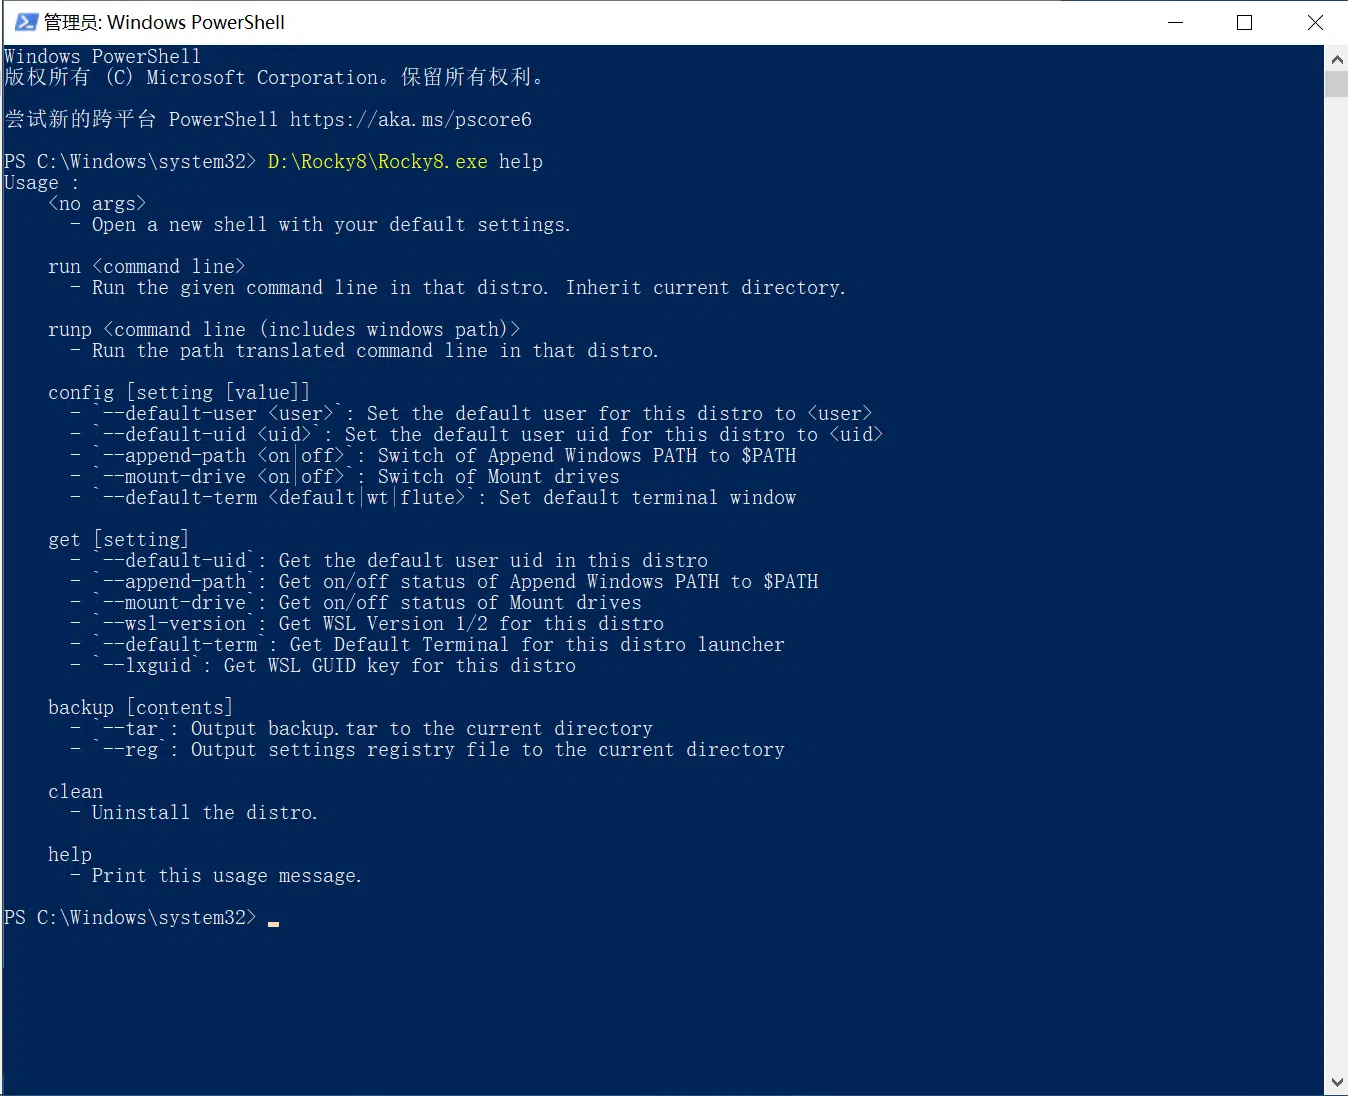 管理员: Windows PowerShell
Windows PowerShell
版权所有 (C) Microsoft Corporation。保留所有权利。
尝试新的跨平台 PowerShell https://aka.ms/pscore6
PS C:\Windows\system32> D:\Rocky8\Rocky8.exe help
Usage :
    <no args>
      - Open a new shell with your default settings.
    run <command line>
      - Run the given command line in that distro. Inherit current directory.
    runp <command line (includes windows path)>
      - Run the path translated command line in that distro.
    config [setting [value]]
      - `--default-user <user>`: Set the default user for this distro to <user>
      - `--default-uid <uid>`: Set the default user uid for this distro to <uid>
      - `--append-path <on|off>`: Switch of Append Windows PATH to $PATH
      - `--mount-drive <on|off>`: Switch of Mount drives
      - `--default-term <default|wt|flute>`: Set default terminal window
    get [setting]
      - `--default-uid`: Get the default user uid in this distro
      - `--append-path`: Get on/off status of Append Windows PATH to $PATH
      - `--mount-drive`: Get on/off status of Mount drives
      - `--wsl-version`: Get WSL Version 1/2 for this distro
      - `--default-term`: Get Default Terminal for this distro launcher
      - `--lxguid`: Get WSL GUID key for this distro
    backup [contents]
      - `--tar`: Output backup.tar to the current directory
      - `--reg`: Output settings registry file to the current directory
    clean
      - Uninstall the distro.
    help
      - Print this usage message.
PS C:\Windows\system32>